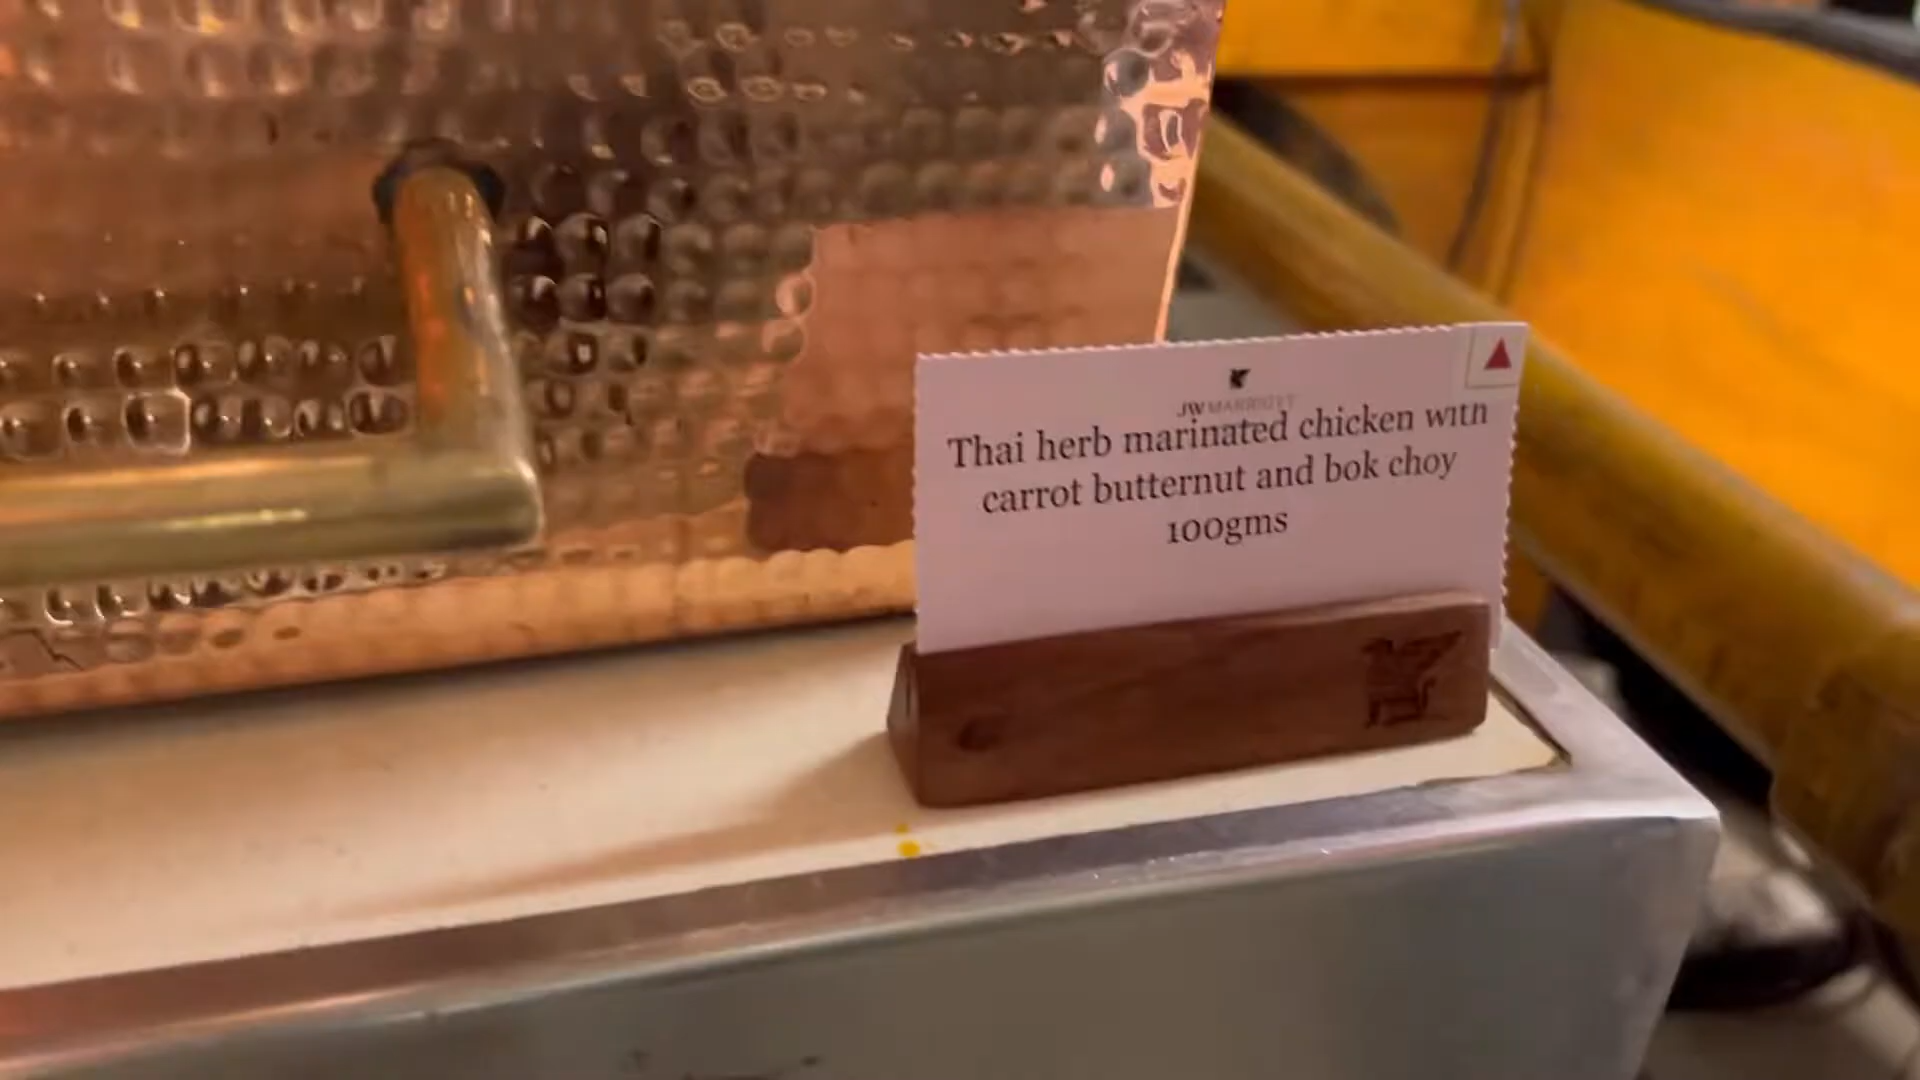 JW MARRIOTT
Thai herb marinated chicken with
carrot butternut and bok choy
100gms